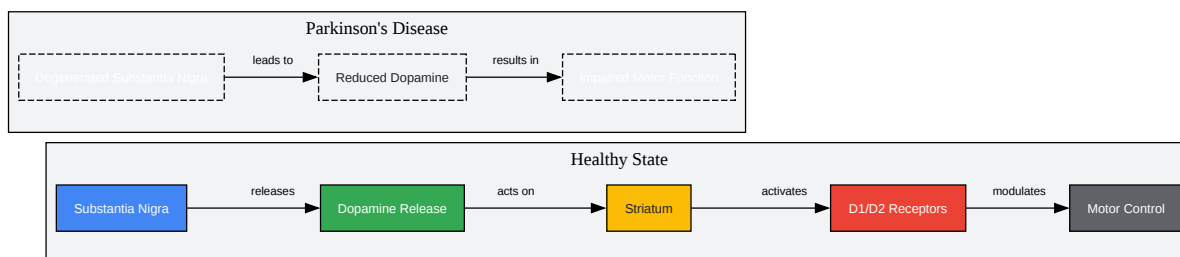 Parkinson's Disease
Degenerated Substantia Nigra
leads to
Reduced Dopamine
results in
Impaired Motor Function
Healthy State
Substantia Nigra
releases
Dopamine Release
acts on
Striatum
activates
D1/D2 Receptors
modulates
Motor Control